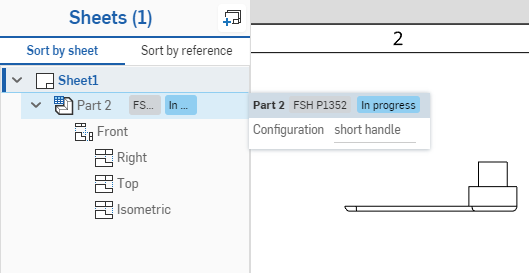 Sheets (1)
Sort by sheet
Sort by reference
Sheet1
Part 2
FS...
In ...
Front
Right
Top
Isometric
2
Part 2
FSH P1352
In progress
Configuration
short handle